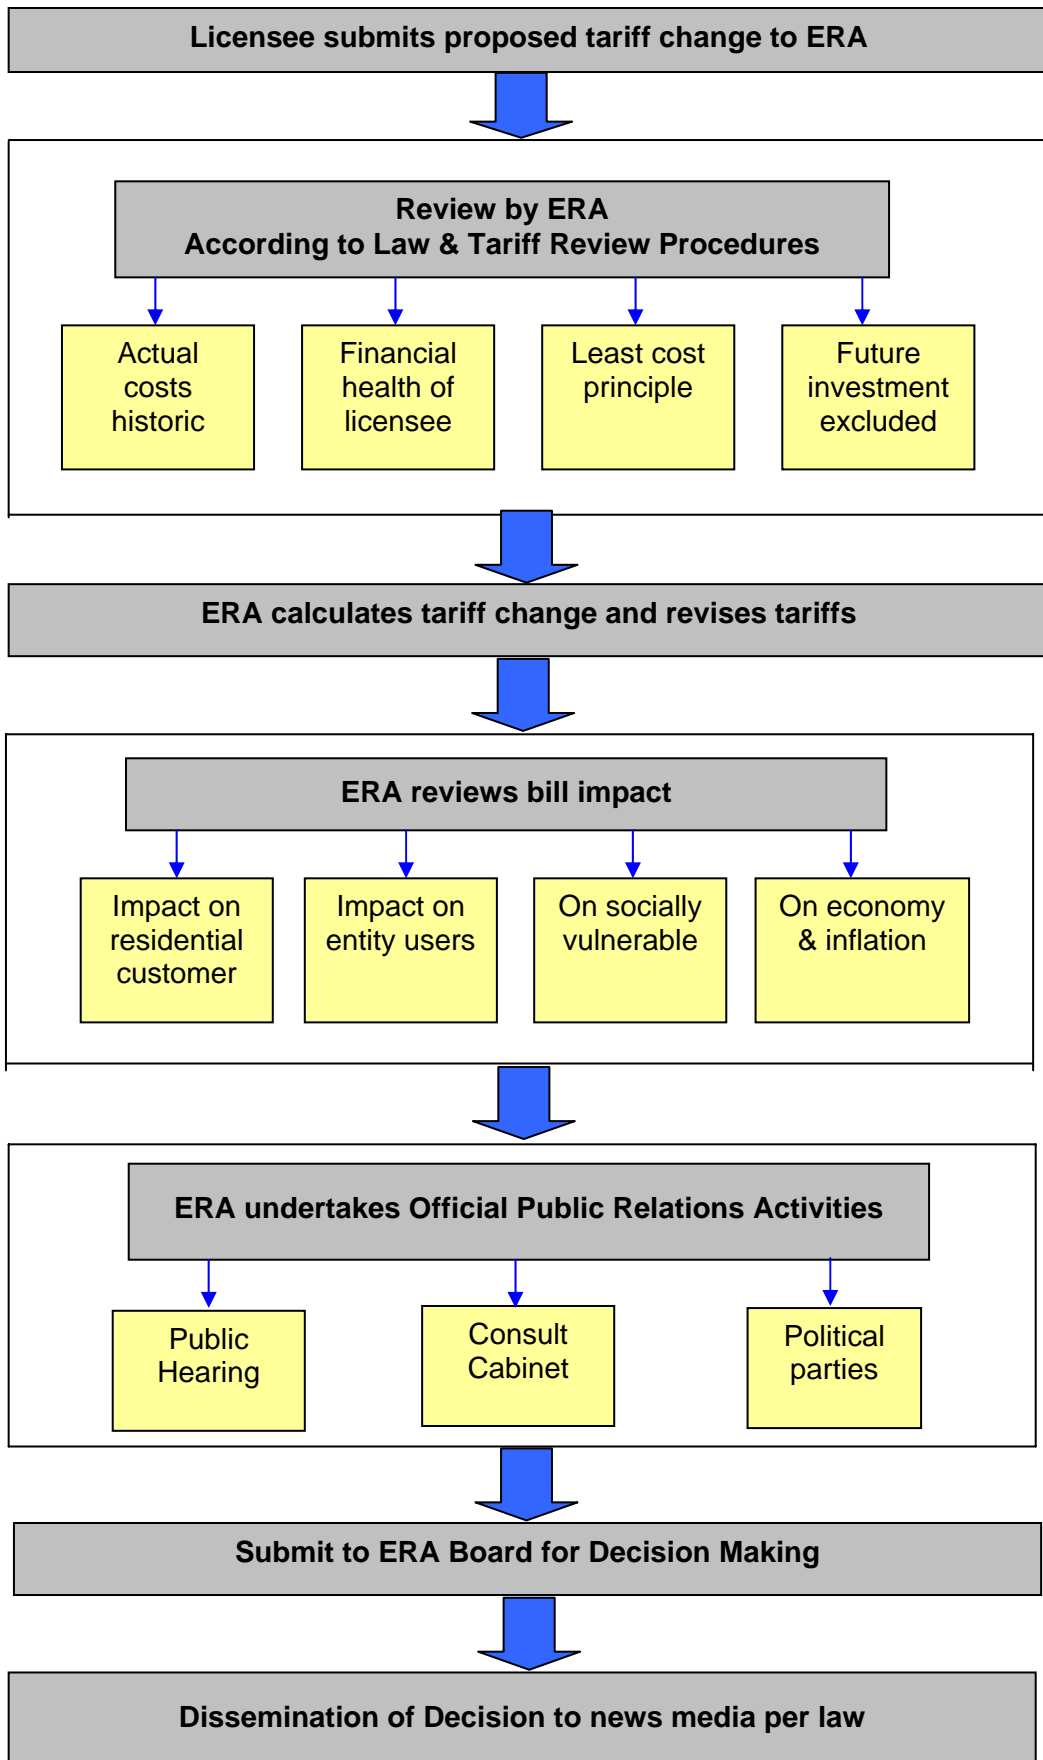 Licensee submits proposed tariff change to ERA
Review by ERA
According to Law & Tariff Review Procedures
Actual
costs
historic
Financial
health of
licensee
Least cost
principle
Future
investment
excluded
ERA calculates tariff change and revises tariffs
ERA reviews bill impact
Impact on
residential
customer
Impact on
entity users
On socially
vulnerable
On economy
& inflation
ERA undertakes Official Public Relations Activities
Public
Hearing
Consult
Cabinet
Political
parties
Submit to ERA Board for Decision Making
Dissemination of Decision to news media per law